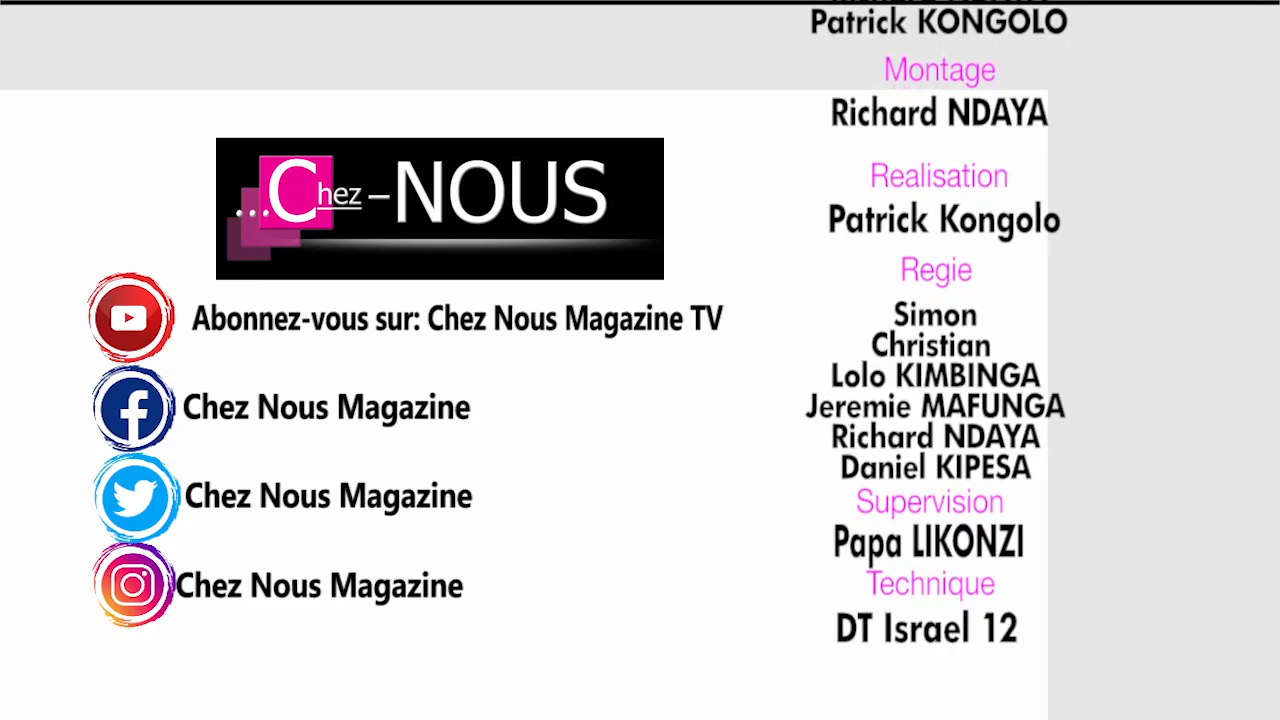 ...Chez-NOUS
Abonnez-vous sur: Chez Nous Magazine TV
Chez Nous Magazine
Chez Nous Magazine
Chez Nous Magazine
Patrick KONGOLO
Montage
Richard NDAYA
Realisation
Patrick Kongolo
Regie
Simon
Christian
Lolo KIMBINGA
Jeremie MAFUNGA
Richard NDAYA
Daniel KIPESA
Supervision
Papa LIKONZI
Technique
DT Israel 12